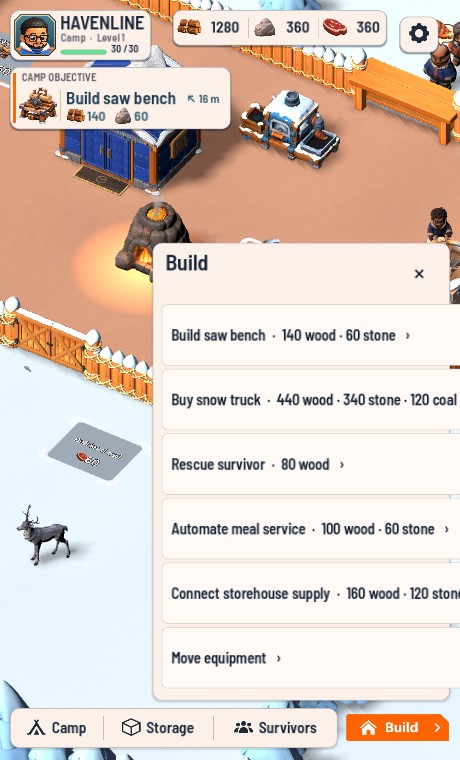 HAVENLINE
Camp · Level 1
30/30
1280
360
360
CAMP OBJECTIVE
Build saw bench
16 m
140
60
Build
×
Build saw bench · 140 wood · 60 stone ›
Buy snow truck · 440 wood · 340 stone · 120 coal
Rescue survivor · 80 wood ›
Automate meal service · 100 wood · 60 stone ›
Connect storehouse supply · 160 wood · 120 stone
Move equipment ›
80
Camp
Storage
Survivors
Build